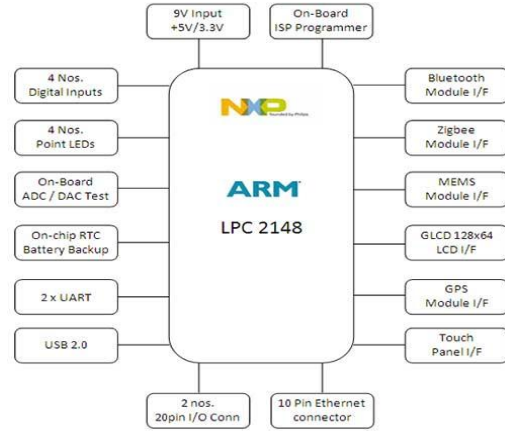 9V Input
+5V/3.3V
On-Board
ISP Programmer
4 Nos.
Digital Inputs
4 Nos.
Point LEDs
On-Board
ADC / DAC Test
On-chip RTC
Battery Backup
2 x UART
USB 2.0
NXP
founded by Philips
ARM
LPC 2148
Bluetooth
Module I/F
Zigbee
Module I/F
MEMS
Module I/F
GLCD 128x64
LCD I/F
GPS
Module I/F
Touch
Panel I/F
2 nos.
20pin I/O Conn
10 Pin Ethernet
connector